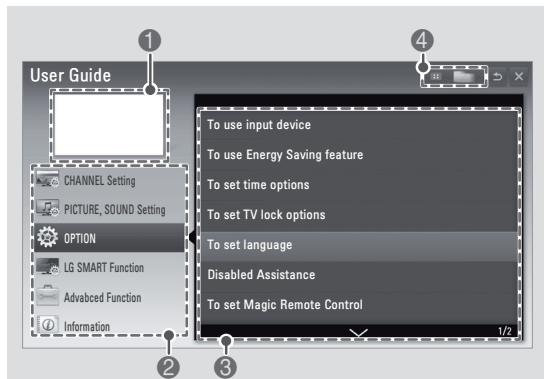 1
4
User Guide
To use input device
To use Energy Saving feature
To set time options
To set TV lock options
To set language
Disabled Assistance
To set Magic Remote Control
1/2
CHANNEL Setting
PICTURE, SOUND Setting
OPTION
LG SMART Function
Advabced Function
Information
2
3